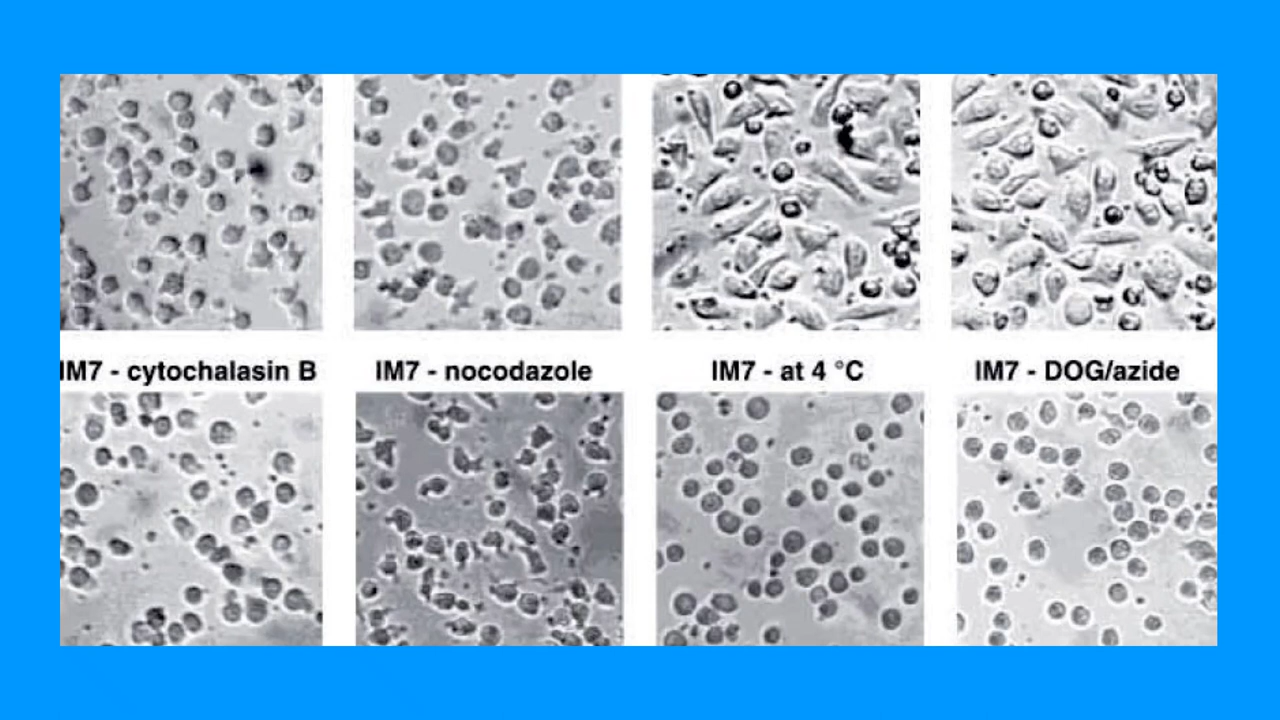 IM7 - cytochalasin B
IM7 - nocodazole
IM7 - at 4 °C
IM7 - DOG/azide